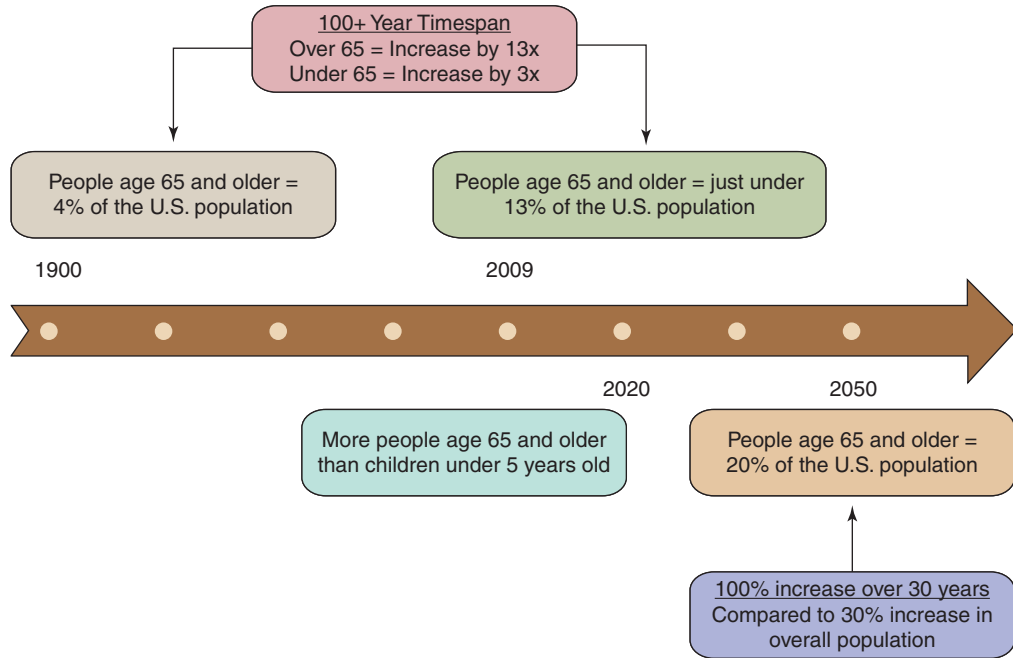 100+ Year Timespan
Over 65 = Increase by 13x
Under 65 = Increase by 3x
People age 65 and older =
4% of the U.S. population
People age 65 and older = just under
13% of the U.S. population
1900
2009
2020
2050
More people age 65 and older
than children under 5 years old
People age 65 and older =
20% of the U.S. population
100% increase over 30 years
Compared to 30% increase in
overall population